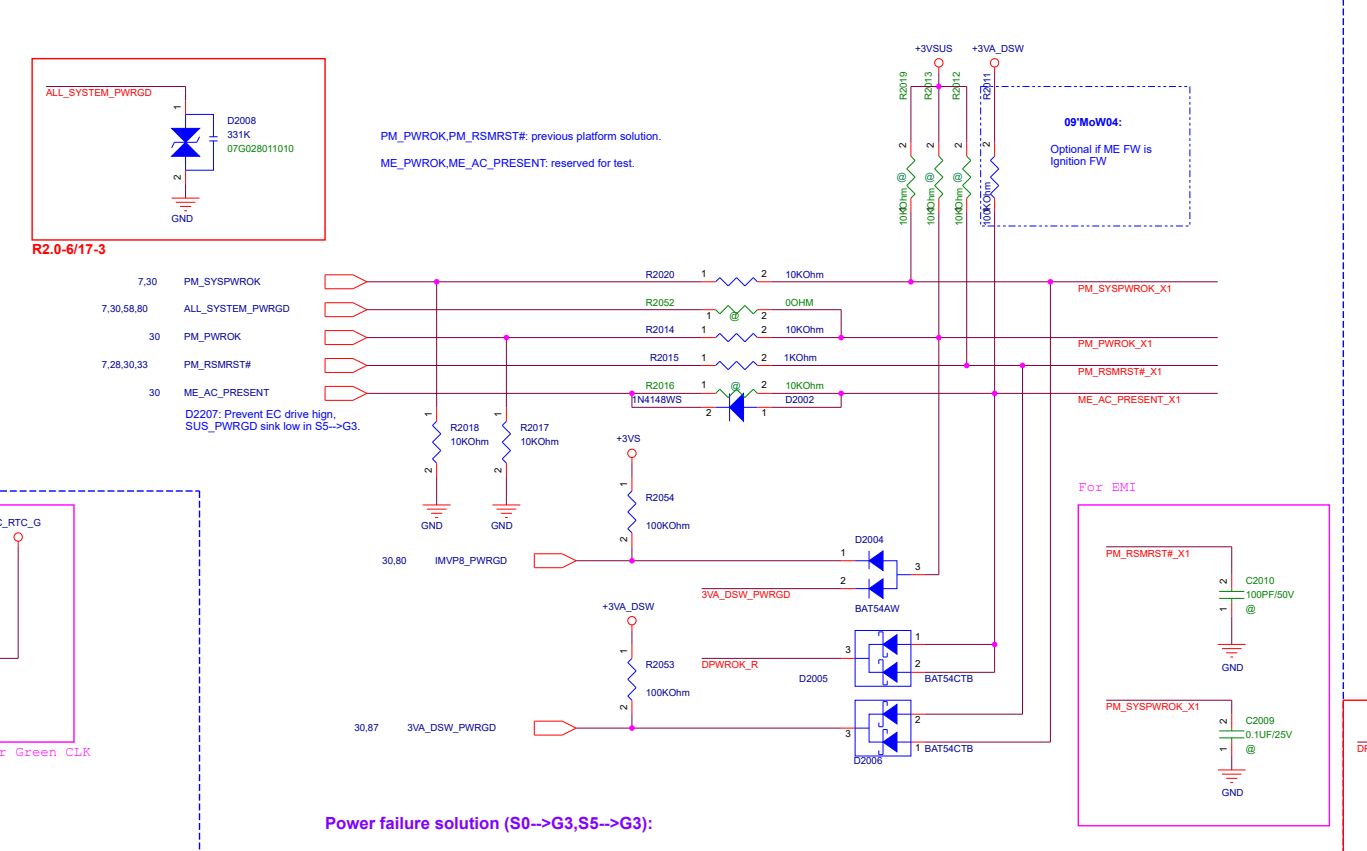 +3VSUS
+3VA_DSW
R2019
R2013
R2012
R2011
ALL_SYSTEM_PWRGD
1
D2008
331K
07G028011010
2
GND
R2.0-6/17-3
PM_PWROK,PM_RSMRST#: previous platform solution.
ME_PWROK,ME_AC_PRESENT: reserved for test.
09'MoW04:
Optional if ME FW is
Ignition FW
2
2
2
2
@
@
@
10KOhm
10KOhm
10KOhm
100KOhm
7,30 PM_SYSPWROK
R2020 1 2 10KOhm
PM_SYSPWROK_X1
7,30,58,80 ALL_SYSTEM_PWRGD
R2052 1 @ 2 0OHM
30 PM_PWROK
R2014 1 2 10KOhm
PM_PWROK_X1
7,28,30,33 PM_RSMRST#
R2015 1 2 1KOhm
PM_RSMRST#_X1
30 ME_AC_PRESENT
R2016 1 @ 2 10KOhm
ME_AC_PRESENT_X1
1N4148WS 2 1 D2002
D2207: Prevent EC drive hign,
SUS_PWRGD sink low in S5-->G3.
1
R2018
10KOhm
2
GND
1
R2017
10KOhm
2
GND
+3VS
1
R2054
100KOhm
2
30,80 IMVP8_PWRGD
D2004
1
2
3
3VA_DSW_PWRGD
BAT54AW
+3VA_DSW
1
R2053
100KOhm
2
DPWROK_R
3
1
2
D2005
BAT54CTB
30,87 3VA_DSW_PWRGD
3
2
1
D2006
BAT54CTB
C_RTC_G
r Green CLK
For EMI
PM_RSMRST#_X1
2
C2010
100PF/50V
1
@
GND
PM_SYSPWROK_X1
2
C2009
0.1UF/25V
1
@
GND
Power failure solution (S0-->G3,S5-->G3):